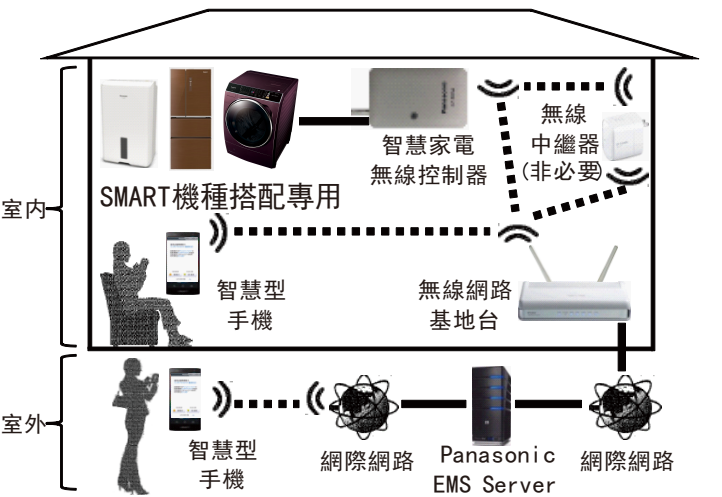 Panasonic
無線
中繼器
(非必要)
智慧家電
無線控制器
SMART機種搭配專用
室內
智慧型
手機
無線網路
基地台
室外
智慧型
手機
網際網路
Panasonic
EMS Server
網際網路